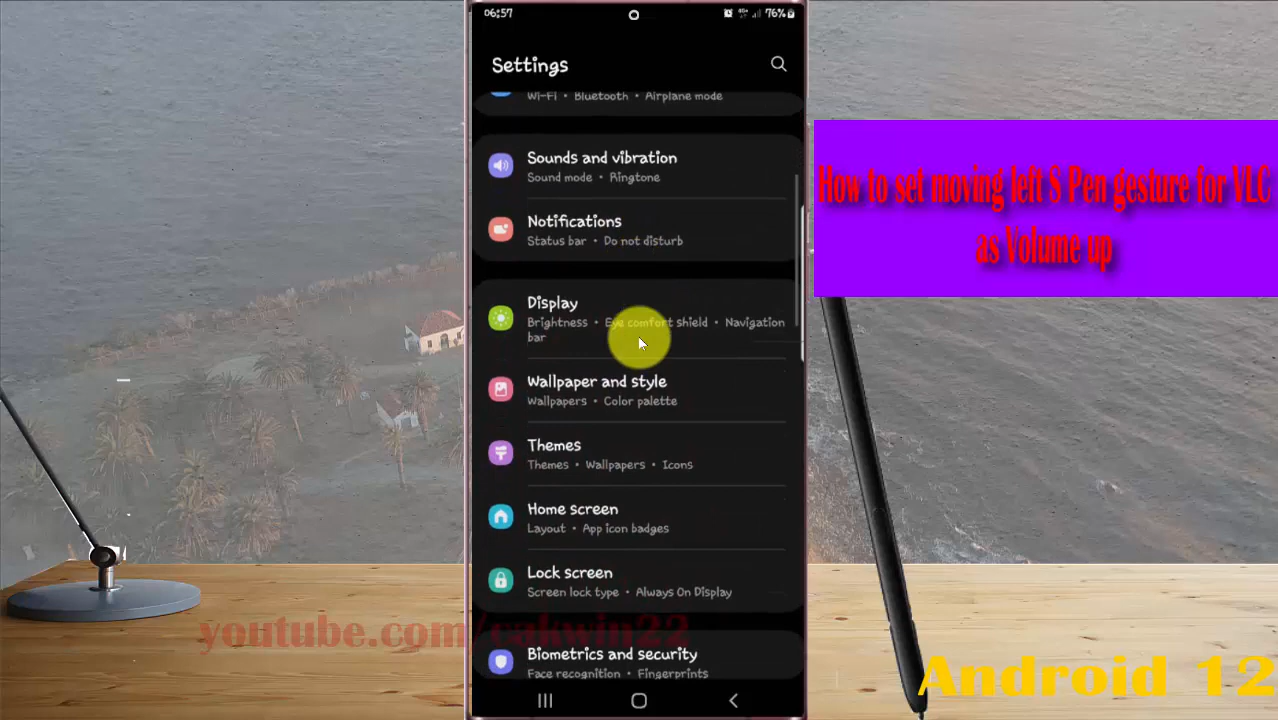 06:57
76%
Settings
Wi-Fi • Bluetooth • Airplane mode
Sounds and vibration
Sound mode • Ringtone
Notifications
Status bar • Do not disturb
Display
Brightness • Eye comfort shield • Navigation
bar
Wallpaper and style
Wallpapers • Color palette
Themes
Themes • Wallpapers • Icons
Home screen
Layout • App icon badges
Lock screen
Screen lock type • Always On Display
Biometrics and security
Face recognition • Fingerprints
How to set moving left S Pen gesture for VLC
as Volume up
youtube.com/cakwin22
Android 12